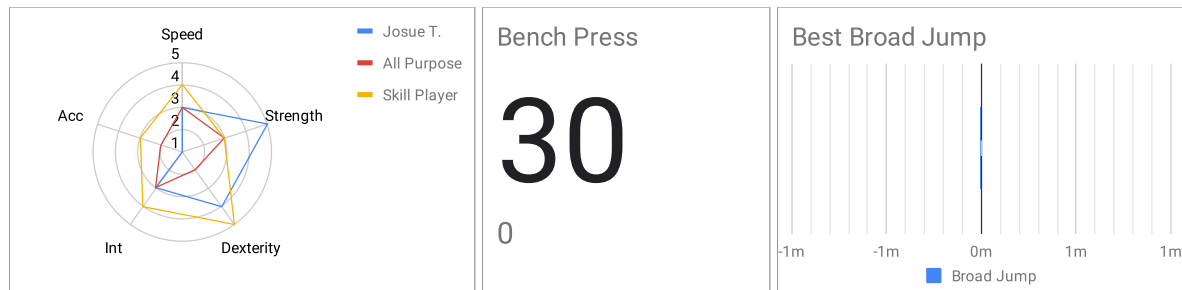 Speed
5
4
3
2
1
Acc
Strength
Int
Dexterity
Josue T.
All Purpose
Skill Player
Bench Press
30
0
Best Broad Jump
-1m -1m 0m 1m 1m
Broad Jump